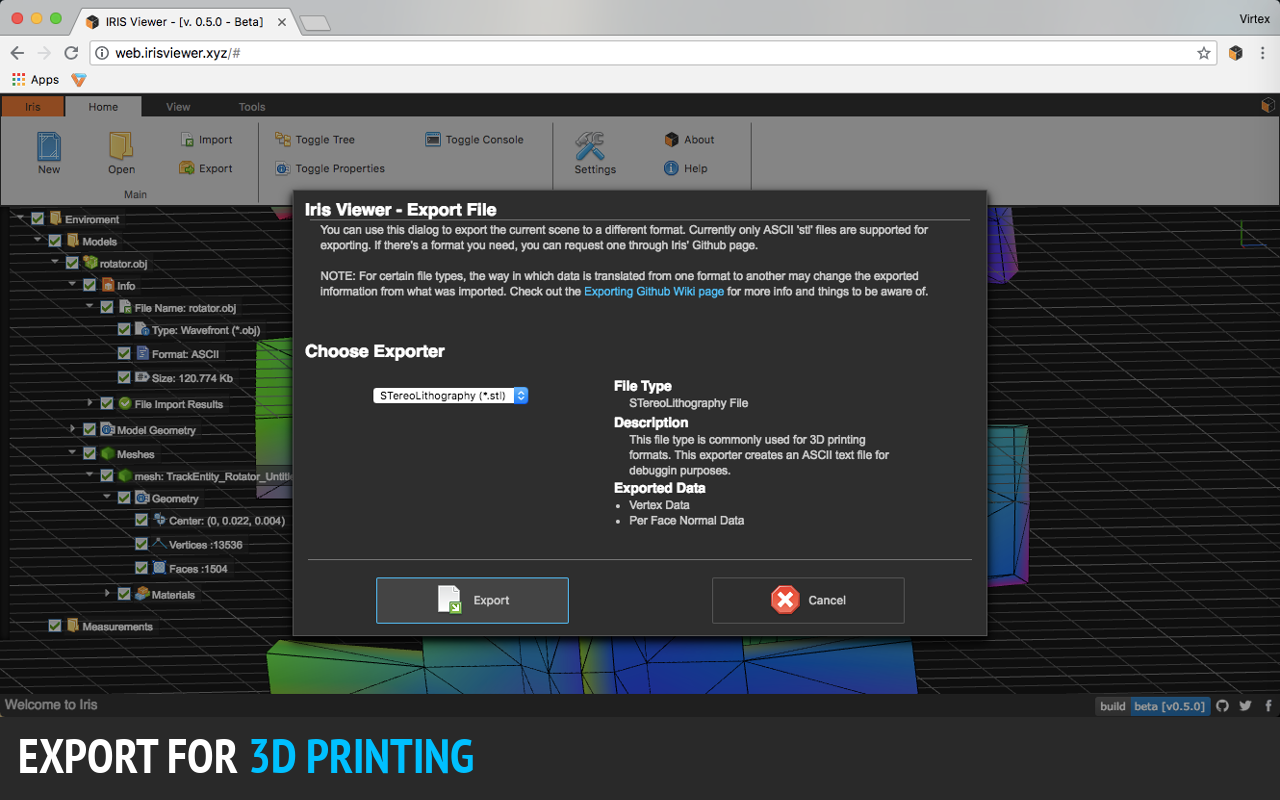 IRIS Viewer - [v. 0.5.0 - Beta]
Virtex
web.irisviewer.xyz/#
Apps
Iris Home View Tools
New Open Import Export Main
Toggle Tree Toggle Console
Toggle Properties
Settings About Help
Enviroment
Models
rotator.obj
Info
File Name: rotator.obj
Type: Wavefront (*.obj)
Format: ASCII
Size: 120.774 Kb
File Import Results
Model Geometry
Meshes
mesh: TrackEntity_Rotator_Untitle
Geometry
Center: (0, 0.022, 0.004)
Vertices :13536
Faces :1504
Materials
Measurements
Iris Viewer - Export File
You can use this dialog to export the current scene to a different format. Currently only ASCII 'stl' files are supported for
exporting. If there's a format you need, you can request one through Iris' Github page.
NOTE: For certain file types, the way in which data is translated from one format to another may change the exported
information from what was imported. Check out the Exporting Github Wiki page for more info and things to be aware of.
Choose Exporter
STereoLithography (*.stl)
File Type
STereoLithography File
Description
This file type is commonly used for 3D printing
formats. This exporter creates an ASCII text file for
debuggin purposes.
Exported Data
• Vertex Data
• Per Face Normal Data
Export
Cancel
Welcome to Iris
build beta [v0.5.0]
EXPORT FOR 3D PRINTING